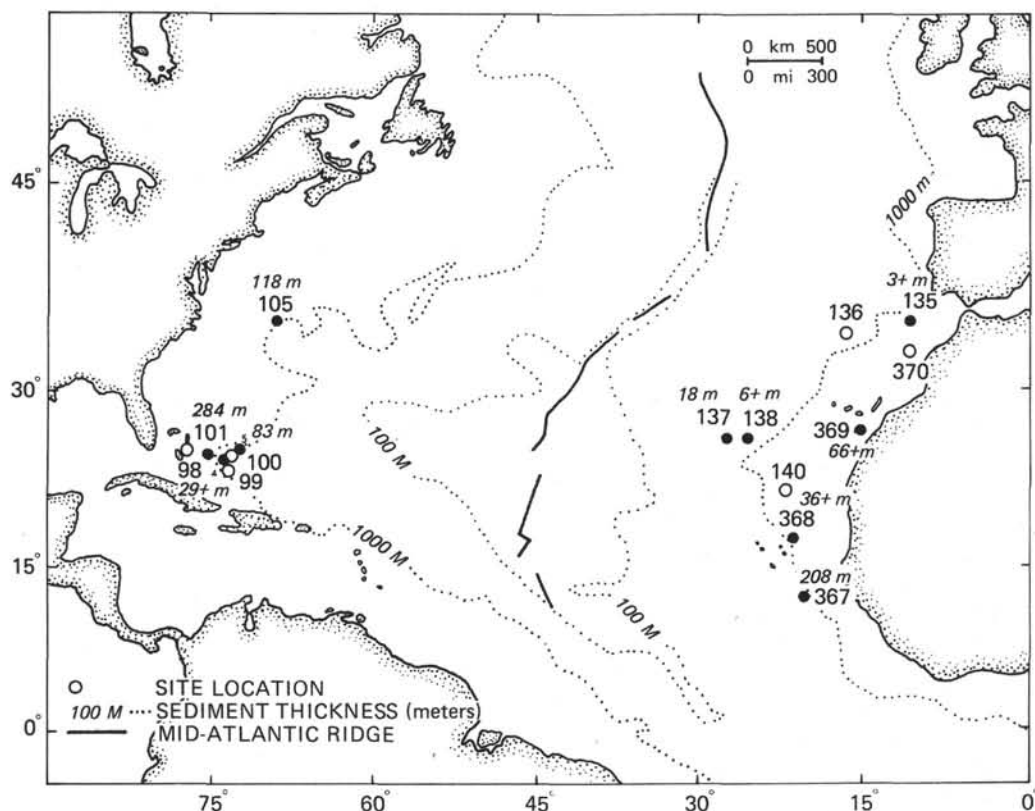 0 km 500
0 mi 300
45°
30°
15°
0°
1000 m
118 m
105
3+ m
135
136
370
284 m
101
83 m
98
100
99
29+ m
18 m
6+ m
137
138
369
66+m
140
36+ m
368
208 m
367
100 M
1000 M
100 M
SITE LOCATION
100 M SEDIMENT THICKNESS (meters)
MID-ATLANTIC RIDGE
75°
60°
45°
30°
15°
0